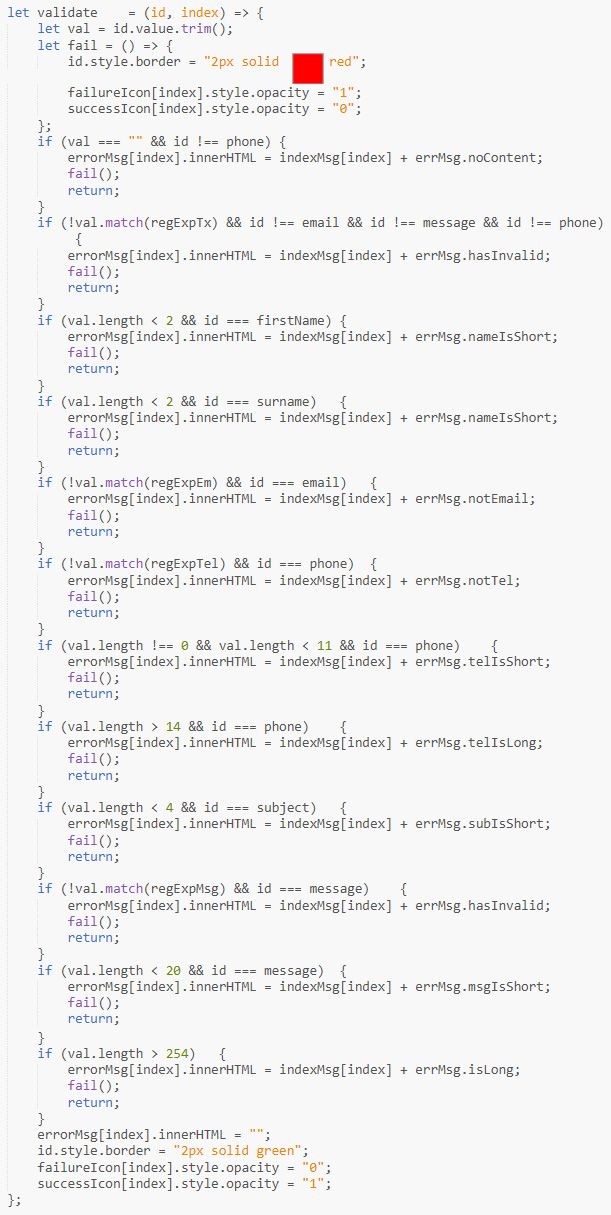 let validate    = (id, index) => {
    let val = id.value.trim();
    let fail = () => {
        id.style.border = "2px solid red";
        failureIcon[index].style.opacity = "1";
        successIcon[index].style.opacity = "0";
    };
    if (val === "" && id !== phone) {
        errorMsg[index].innerHTML = indexMsg[index] + errMsg.noContent;
        fail();
        return;
    }
    if (!val.match(regExpTx) && id !== email && id !== message && id !== phone)
         {
        errorMsg[index].innerHTML = indexMsg[index] + errMsg.hasInvalid;
        fail();
        return;
    }
    if (val.length < 2 && id === firstName) {
        errorMsg[index].innerHTML = indexMsg[index] + errMsg.nameIsShort;
        fail();
        return;
    }
    if (val.length < 2 && id === surname)   {
        errorMsg[index].innerHTML = indexMsg[index] + errMsg.nameIsShort;
        fail();
        return;
    }
    if (!val.match(regExpEm) && id === email)   {
        errorMsg[index].innerHTML = indexMsg[index] + errMsg.notEmail;
        fail();
        return;
    }
    if (!val.match(regExpTel) && id === phone)  {
        errorMsg[index].innerHTML = indexMsg[index] + errMsg.notTel;
        fail();
        return;
    }
    if (val.length !== 0 && val.length < 11 && id === phone)    {
        errorMsg[index].innerHTML = indexMsg[index] + errMsg.telIsShort;
        fail();
        return;
    }
    if (val.length > 14 && id === phone)    {
        errorMsg[index].innerHTML = indexMsg[index] + errMsg.telIsLong;
        fail();
        return;
    }
    if (val.length < 4 && id === subject)   {
        errorMsg[index].innerHTML = indexMsg[index] + errMsg.subIsShort;
        fail();
        return;
    }
    if (!val.match(regExpMsg) && id === message)    {
        errorMsg[index].innerHTML = indexMsg[index] + errMsg.hasInvalid;
        fail();
        return;
    }
    if (val.length < 20 && id === message)  {
        errorMsg[index].innerHTML = indexMsg[index] + errMsg.msgIsShort;
        fail();
        return;
    }
    if (val.length > 254)   {
        errorMsg[index].innerHTML = indexMsg[index] + errMsg.isLong;
        fail();
        return;
    }
    errorMsg[index].innerHTML = "";
    id.style.border = "2px solid green";
    failureIcon[index].style.opacity = "0";
    successIcon[index].style.opacity = "1";
};